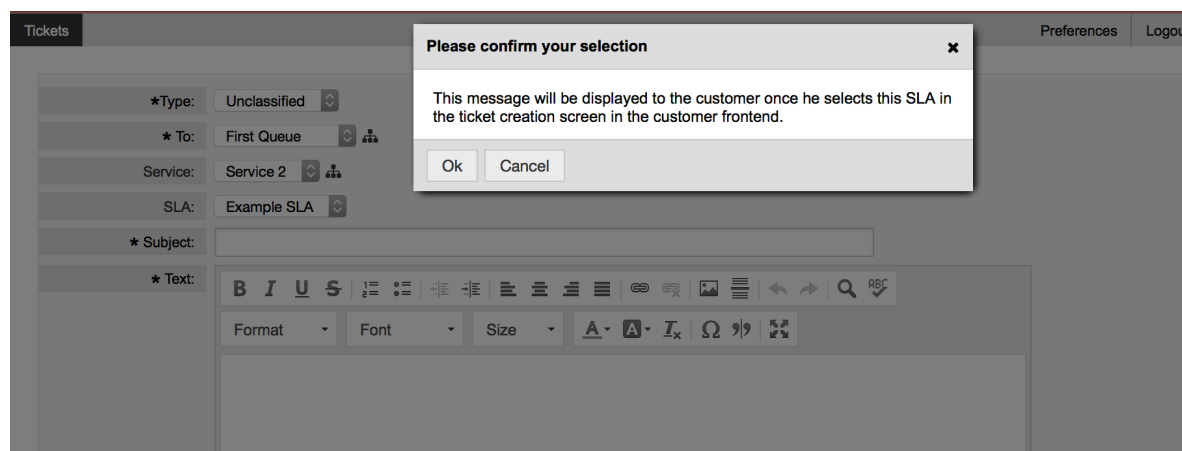 Tickets
Preferences
Logou
Please confirm your selection
This message will be displayed to the customer once he selects this SLA in
the ticket creation screen in the customer frontend.
Ok
Cancel
*Type:
Unclassified
* To:
First Queue
Service:
Service 2
SLA:
Example SLA
* Subject:
* Text:
B I U S
ABC
Format
Font
Size
A A Ix Ω